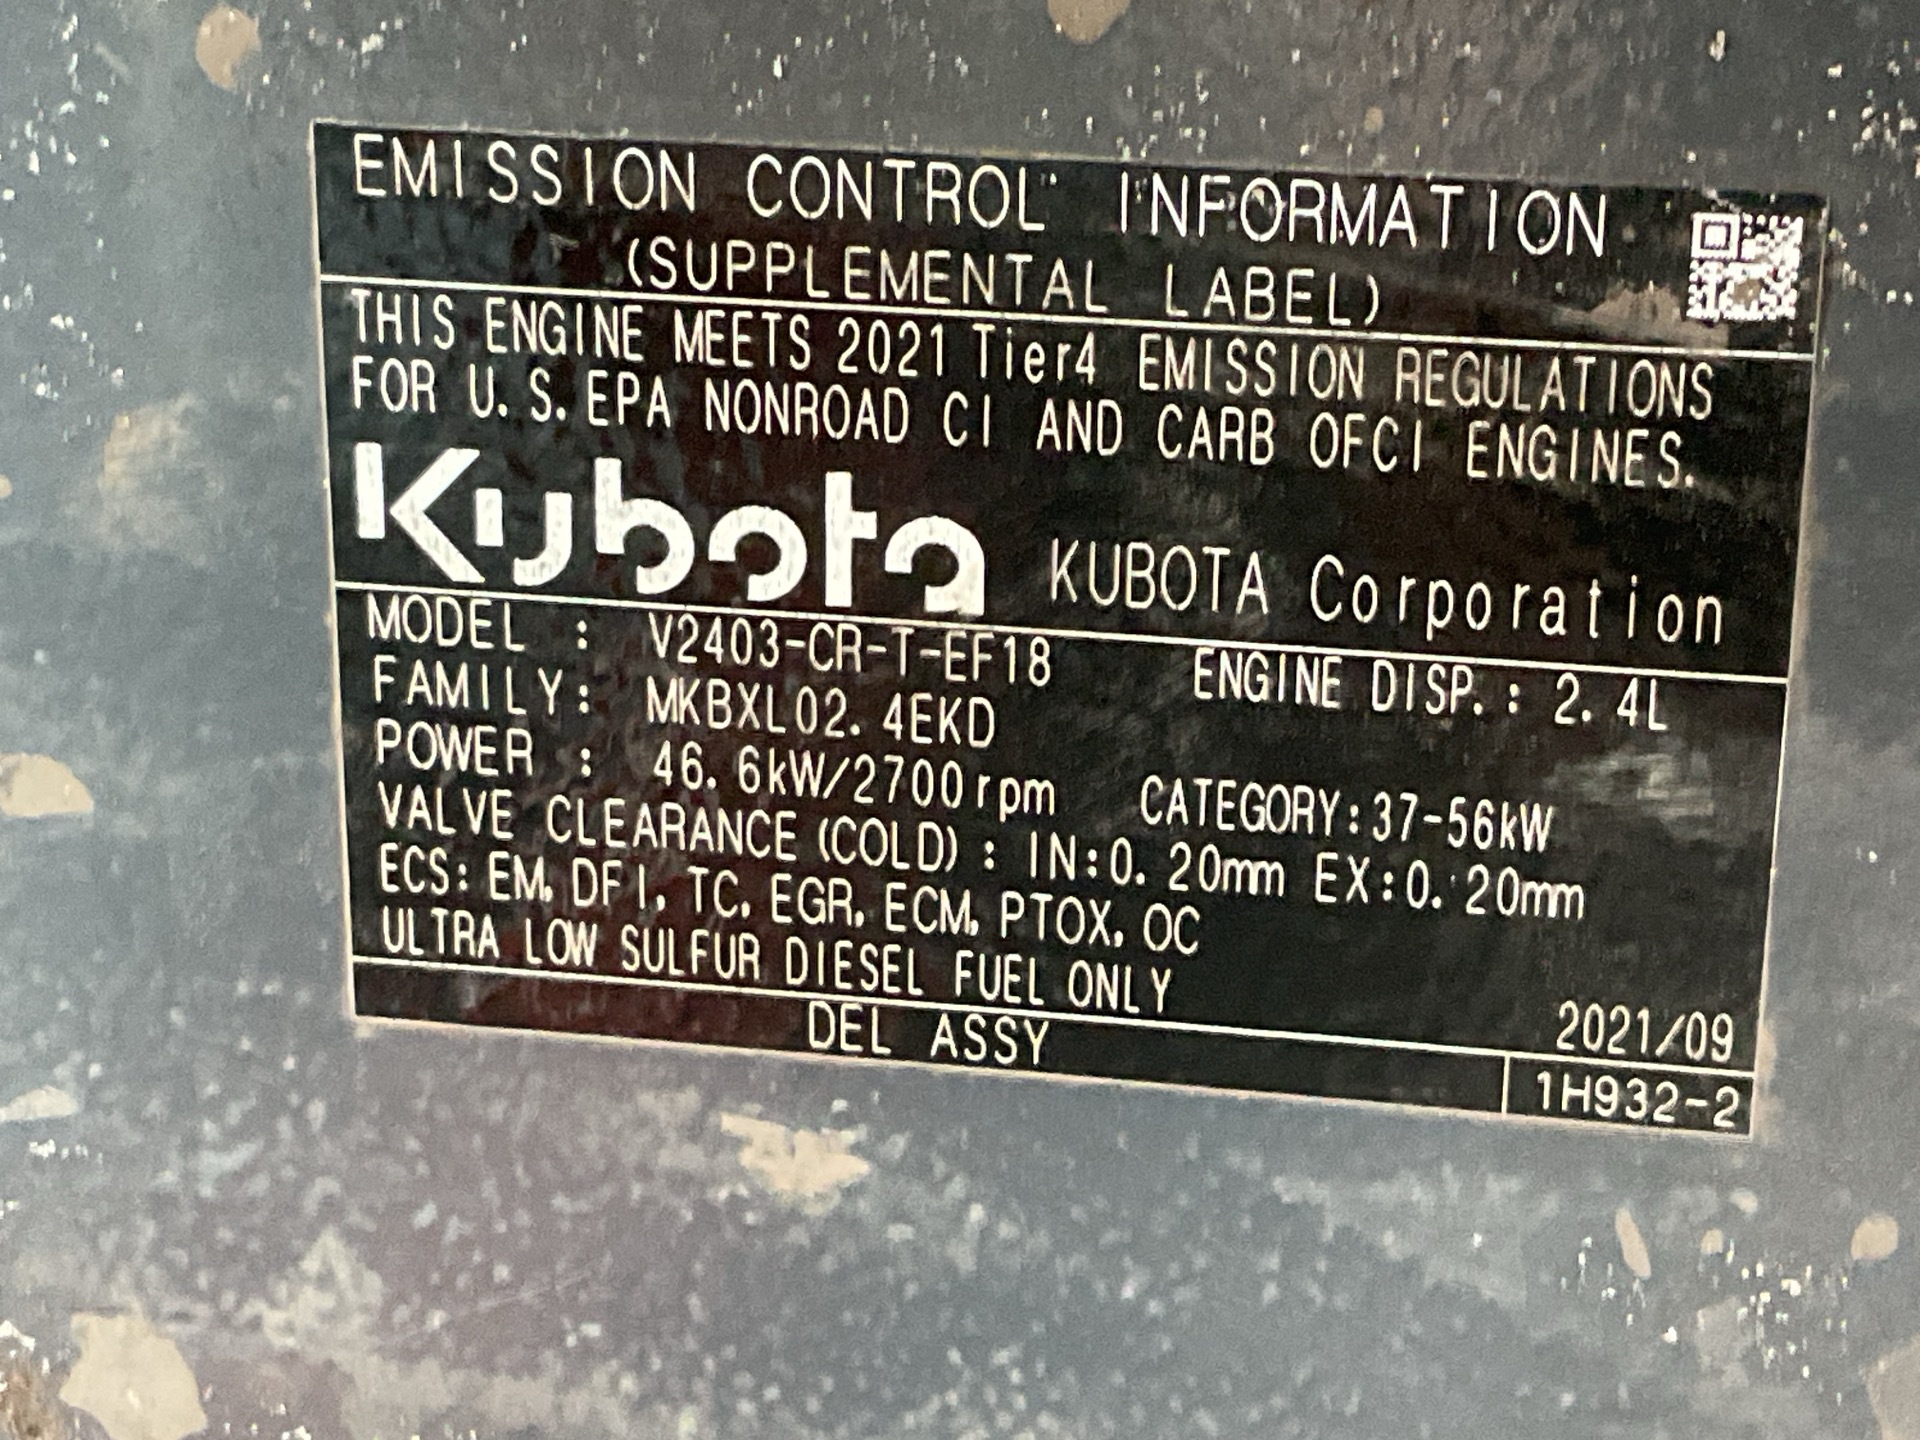 EMISSION CONTROL INFORMATION
(SUPPLEMENTAL LABEL)
THIS ENGINE MEETS 2021 Tier4 EMISSION REGULATIONS
FOR U.S.EPA NONROAD CI AND CARB OFCI ENGINES.
Kubota KUBOTA Corporation
MODEL : V2403-CR-T-EF18 ENGINE DISP.: 2.4L
FAMILY: MKBXL02.4EKD
POWER : 46.6kW/2700rpm CATEGORY:37-56kW
VALVE CLEARANCE(COLD): IN:0.20mm EX:0.20mm
ECS: EM, DFI, TC, EGR, ECM, PTOX, OC
ULTRA LOW SULFUR DIESEL FUEL ONLY
2021/09
DEL ASSY 1H932-2